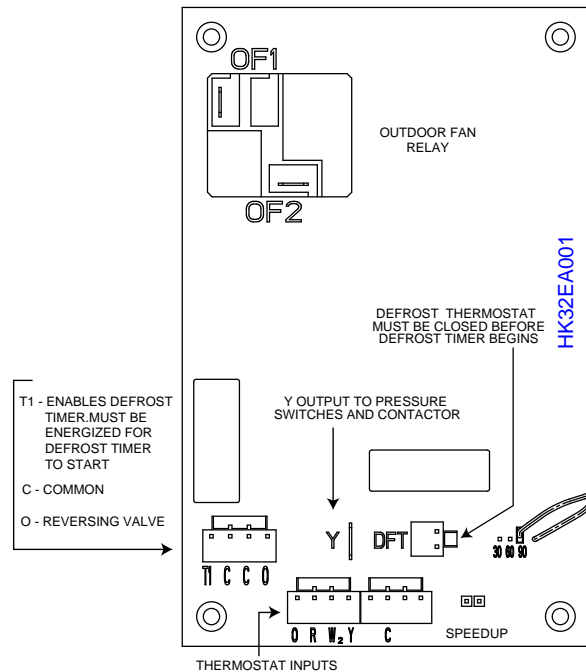 OF1
OUTDOOR FAN
RELAY
OF2
HK32EA001
DEFROST THERMOSTAT
MUST BE CLOSED BEFORE
DEFROST TIMER BEGINS
T1 - ENABLES DEFROST
TIMER.MUST BE
ENERGIZED FOR
DEFROST TIMER
TO START
C - COMMON
O - REVERSING VALVE
Y OUTPUT TO PRESSURE
SWITCHES AND CONTACTOR
Y
DFT
30 60 90
T1 C C O
O R W₂ Y C
SPEEDUP
THERMOSTAT INPUTS